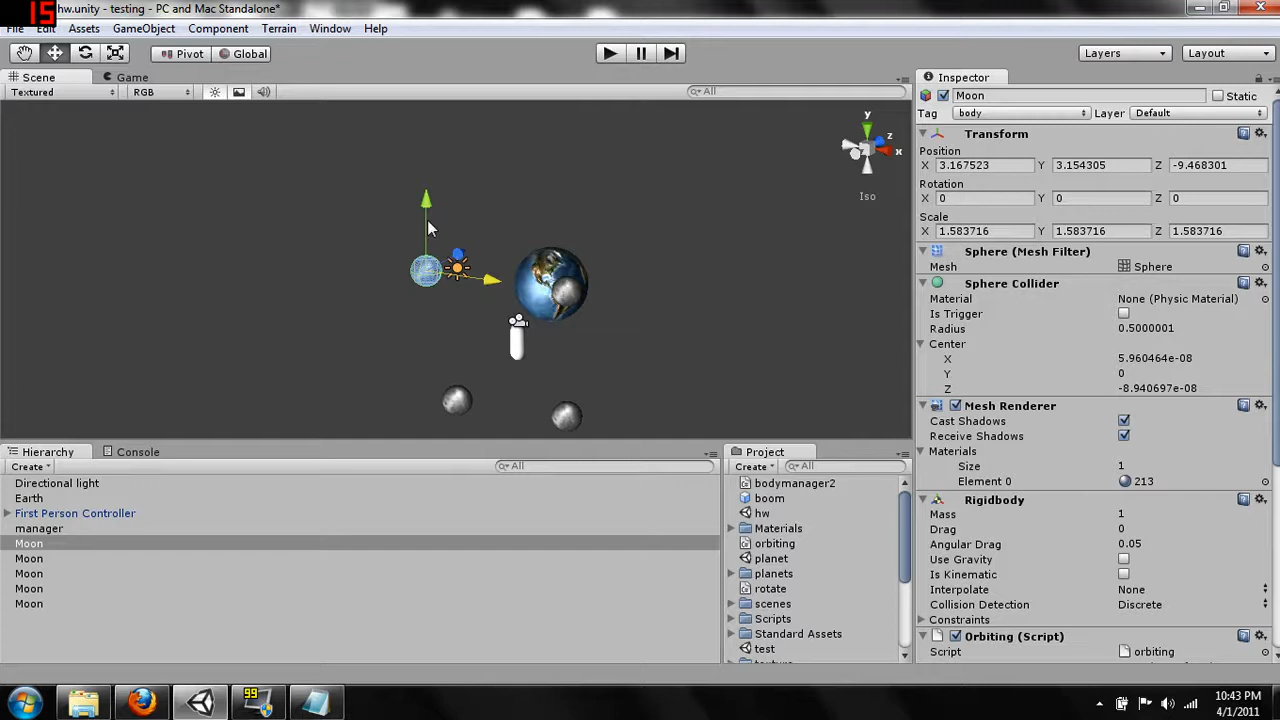 15
hw.unity - testing - PC and Mac Standalone*
File Edit Assets GameObject Component Terrain Window Help
Pivot Global Layers Layout
Scene Game Inspector
Textured RGB All
Moon Static
Tag body Layer Default
Transform
Position
X 3.167523 Y 3.154305 Z -9.468301
Rotation
X 0 Y 0 Z 0
Scale
X 1.583716 Y 1.583716 Z 1.583716
Sphere (Mesh Filter)
Mesh Sphere
Sphere Collider
Material None (Physic Material)
Is Trigger
Radius 0.5000001
Center
X 5.960464e-08
Y 0
Z -8.940697e-08
Mesh Renderer
Cast Shadows
Receive Shadows
Materials
Size 1
Element 0 213
Rigidbody
Mass 1
Drag 0
Angular Drag 0.05
Use Gravity
Is Kinematic
Interpolate None
Collision Detection Discrete
Constraints
Orbiting (Script)
Script orbiting
y
z
x
Iso
Hierarchy Console
Create All
Directional light
Earth
First Person Controller
manager
Moon
Moon
Moon
Moon
Moon
Project
Create All
bodymanager2
boom
hw
Materials
orbiting
planet
planets
rotate
scenes
Scripts
Standard Assets
test
99
10:43 PM
4/1/2011